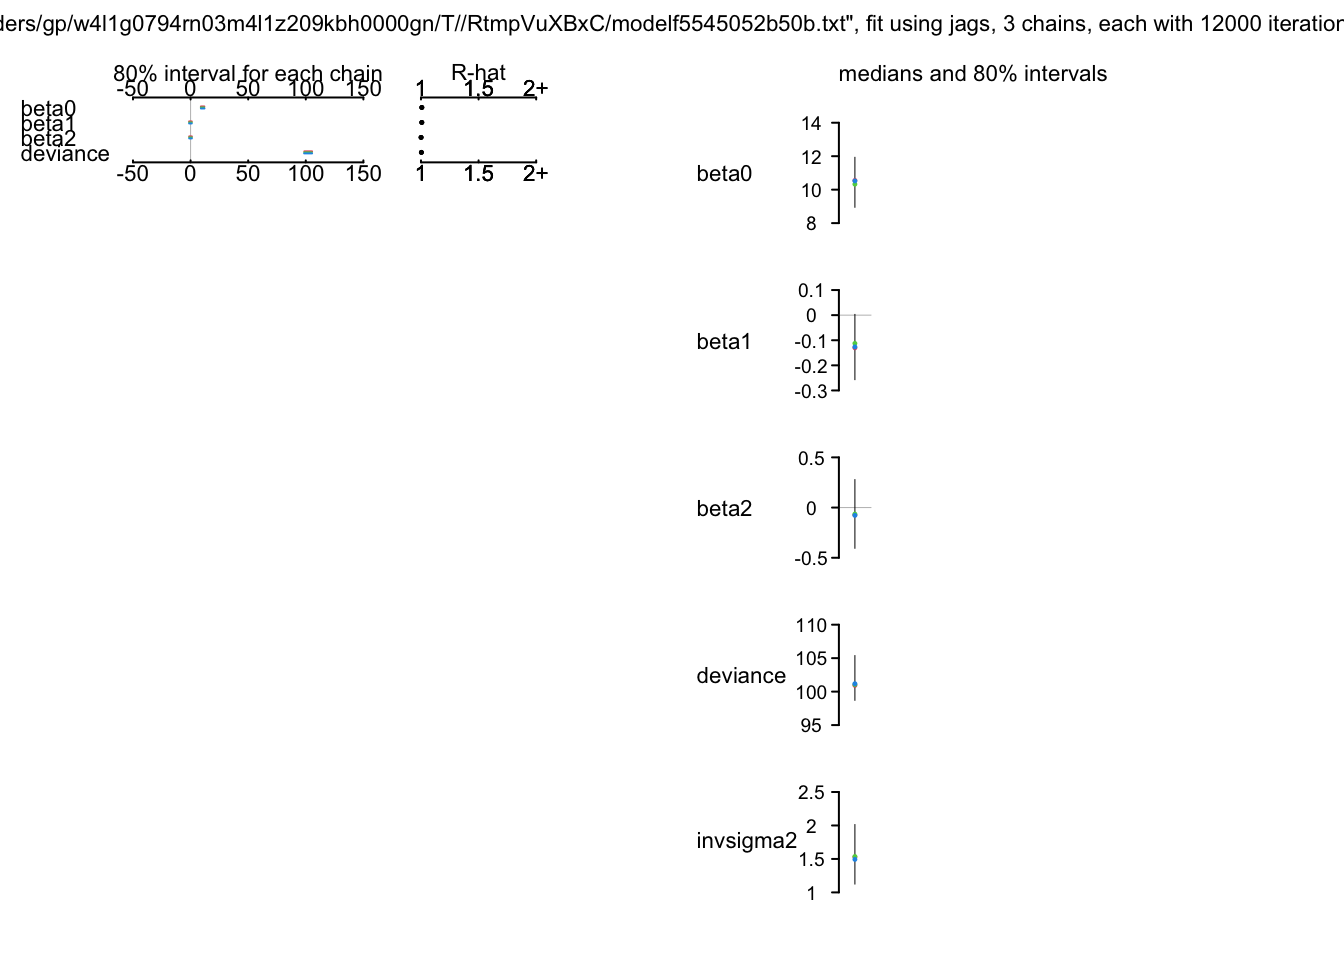 ders/gp/w4l1g0794rn03m4l1z209kbh0000gn/T//RtmpVuXBxC/modelf5545052b50b.txt", fit using jags, 3 chains, each with 12000 iteration
80% interval for each chain R-hat
-50 0 50 100 150 1 1.5 2+
beta0
beta1
beta2
deviance
-50 0 50 100 150 1 1.5 2+
medians and 80% intervals
beta0
14
12
10
8
beta1
0.1
0
-0.1
-0.2
-0.3
beta2
0.5
0
-0.5
deviance
110
105
100
95
invsigma2
2.5
2
1.5
1